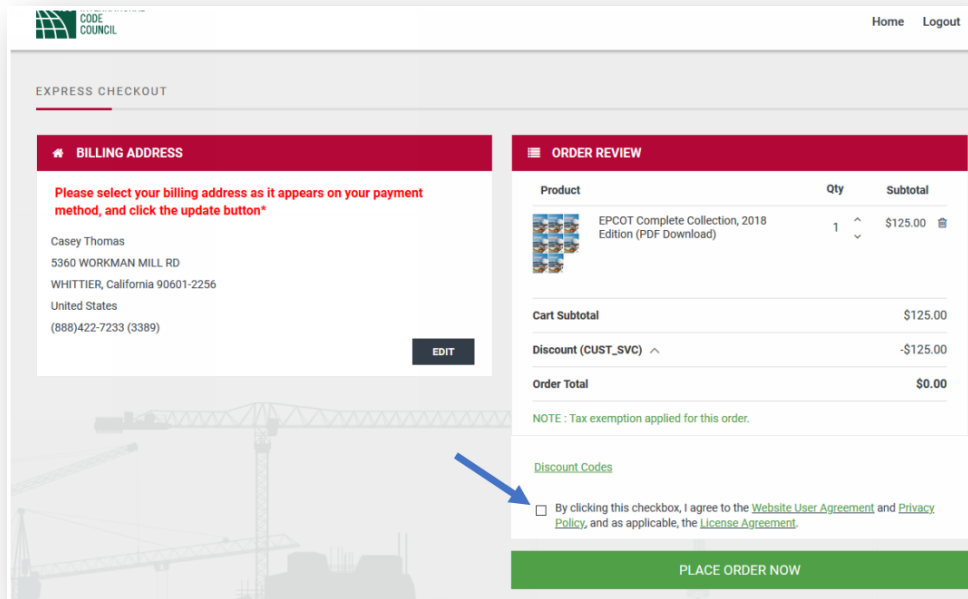 CODE
COUNCIL
Home Logout
EXPRESS CHECKOUT
BILLING ADDRESS
Please select your billing address as it appears on your payment
method, and click the update button*
Casey Thomas
5360 WORKMAN MILL RD
WHITTIER, California 90601-2256
United States
(888)422-7233 (3389)
EDIT
ORDER REVIEW
Product Qty Subtotal
EPCOT Complete Collection, 2018 1 $125.00
Edition (PDF Download)
Cart Subtotal $125.00
Discount (CUST_SVC) -$125.00
Order Total $0.00
NOTE : Tax exemption applied for this order.
Discount Codes
By clicking this checkbox, I agree to the Website User Agreement and Privacy
Policy, and as applicable, the License Agreement.
PLACE ORDER NOW